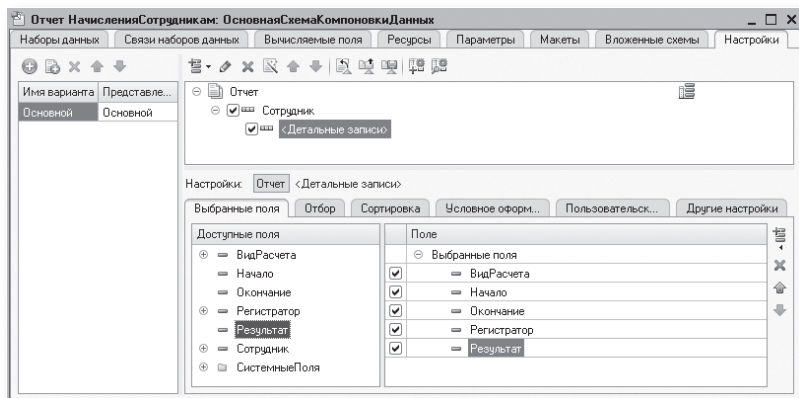 Отчет НачисленияСотрудникам: ОсновнаяСхемаКомпоновкиДанных
Наборы данных Связи наборов данных Вычисляемые поля Ресурсы Параметры Макеты Вложенные схемы Настройки
Имя варианта Представле...
Основной Основной
Отчет
Сотрудник
<Детальные записи>
Настройки: Отчет <Детальные записи>
Выбранные поля Отбор Сортировка Условное оформ... Пользовательск... Другие настройки
Доступные поля
ВидРасчета
Начало
Окончание
Регистратор
Результат
Сотрудник
СистемныеПоля
Поле
Выбранные поля
ВидРасчета
Начало
Окончание
Регистратор
Результат